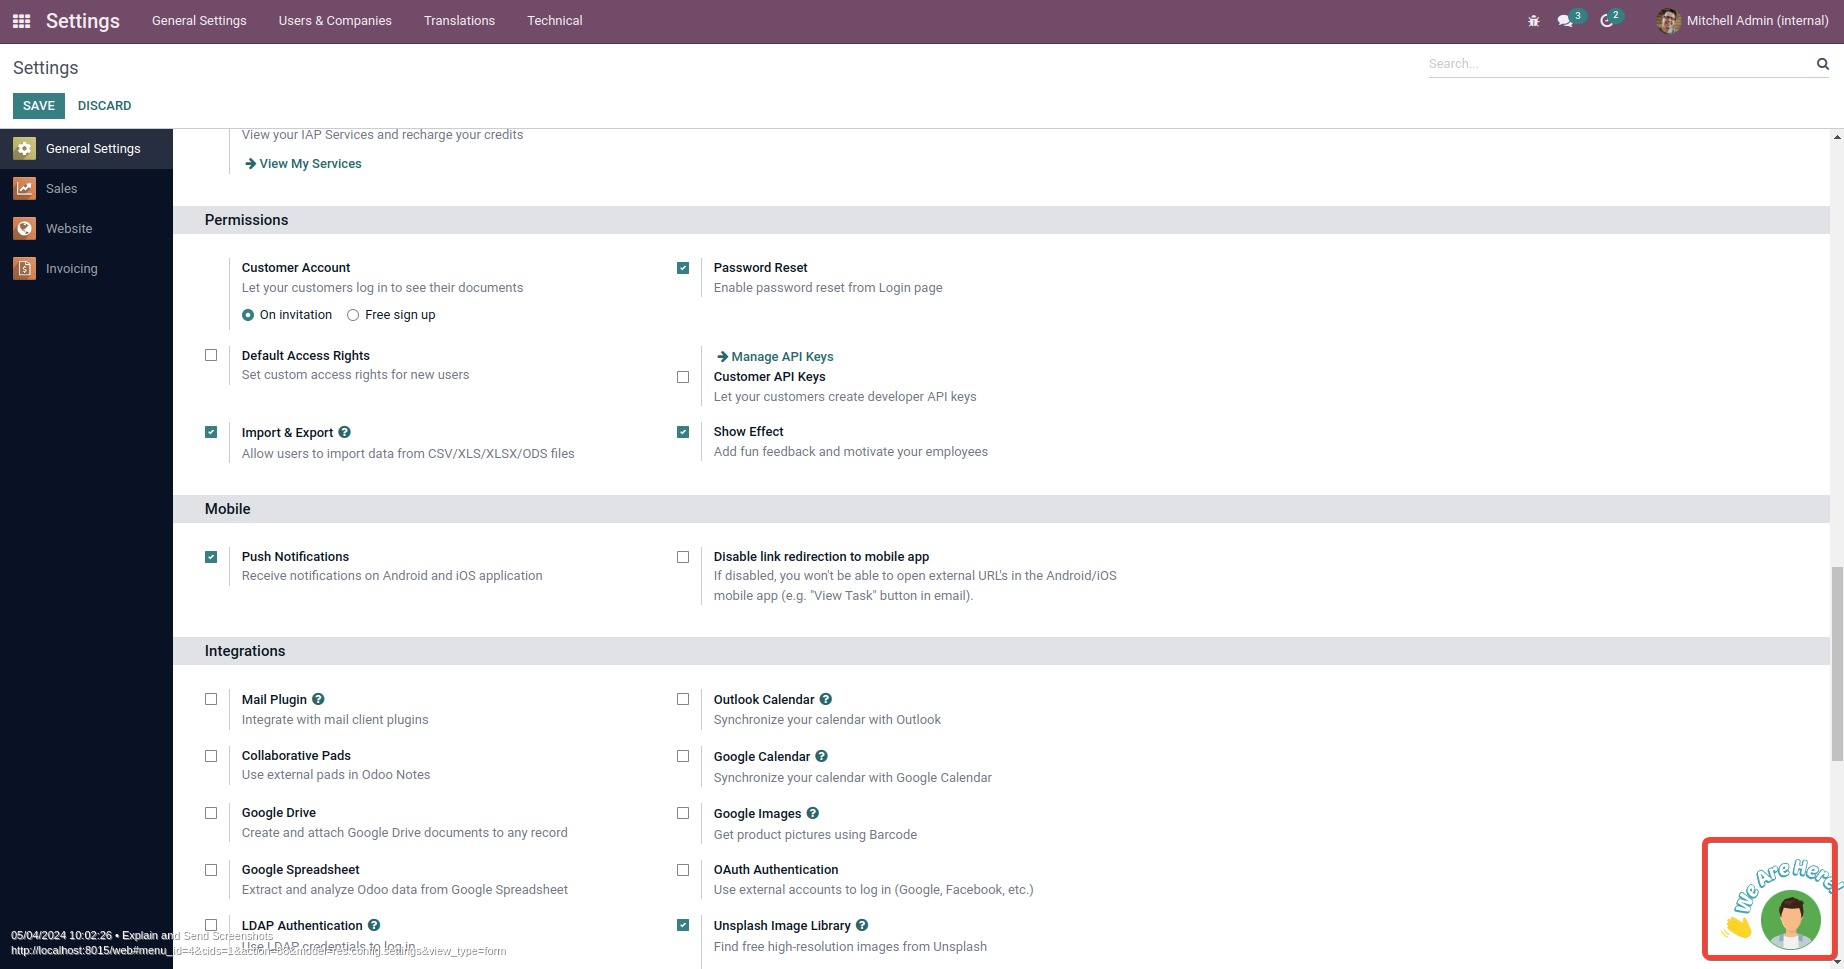 Settings General Settings Users & Companies Translations Technical 3 2 Mitchell Admin (internal)
Settings
Search...
SAVE DISCARD
General Settings
Sales
Website
Invoicing
View your IAP Services and recharge your credits
View My Services
Permissions
Customer Account
Let your customers log in to see their documents
On invitation Free sign up
Password Reset
Enable password reset from Login page
Default Access Rights
Set custom access rights for new users
Manage API Keys
Customer API Keys
Let your customers create developer API keys
Import & Export ?
Allow users to import data from CSV/XLS/XLSX/ODS files
Show Effect
Add fun feedback and motivate your employees
Mobile
Push Notifications
Receive notifications on Android and iOS application
Disable link redirection to mobile app
If disabled, you won't be able to open external URL's in the Android/iOS
mobile app (e.g. "View Task" button in email).
Integrations
Mail Plugin ?
Integrate with mail client plugins
Outlook Calendar ?
Synchronize your calendar with Outlook
Collaborative Pads
Use external pads in Odoo Notes
Google Calendar ?
Synchronize your calendar with Google Calendar
Google Drive
Create and attach Google Drive documents to any record
Google Images ?
Get product pictures using Barcode
Google Spreadsheet
Extract and analyze Odoo data from Google Spreadsheet
OAuth Authentication
Use external accounts to log in (Google, Facebook, etc.)
LDAP Authentication ?
Use LDAP credentials to log in
Unsplash Image Library ?
Find free high-resolution images from Unsplash
We Are Here!
05/04/2024 10:02:26 • Explain and Send Screenshots
http://localhost:8015/web#menu_id=4&cids=1&action=86&model=res.config.settings&view_type=form